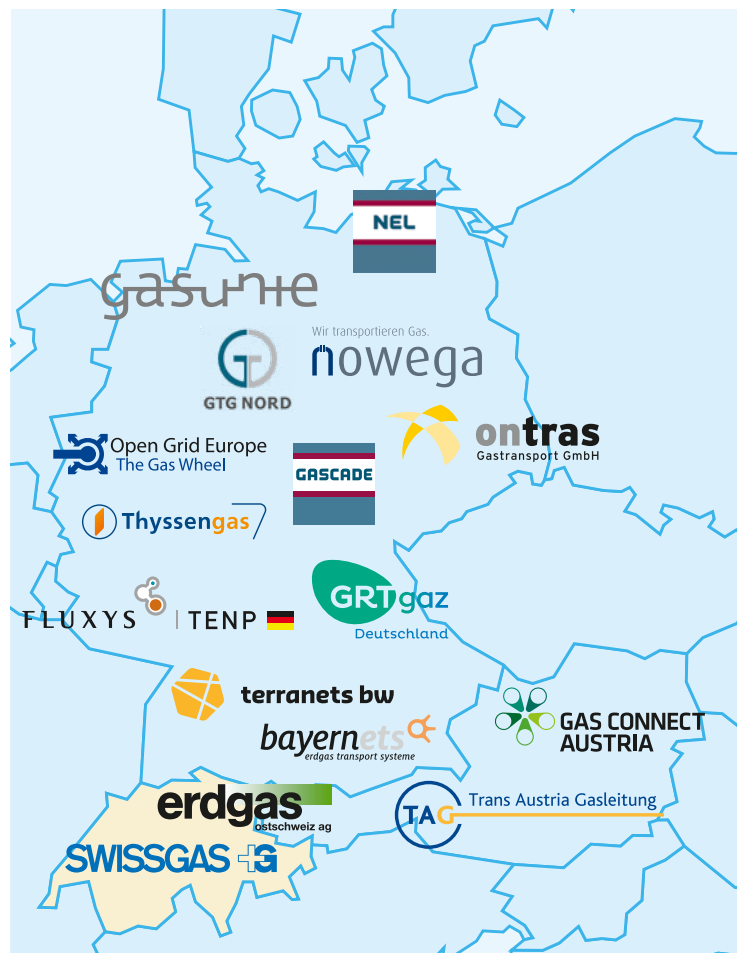 NEL
gasunie
Wir transportieren Gas.
nowega
GTG NORD
ontras
Gastransport GmbH
Open Grid Europe
The Gas Wheel
GASCADE
Thyssengas
GRTgaz
Deutschland
FLUXYS | TENP
terranets bw
bayernets
erdgas transport systeme
GAS CONNECT
AUSTRIA
erdgas
ostschweiz ag
Trans Austria Gasleitung
TAG
SWISSGAS G